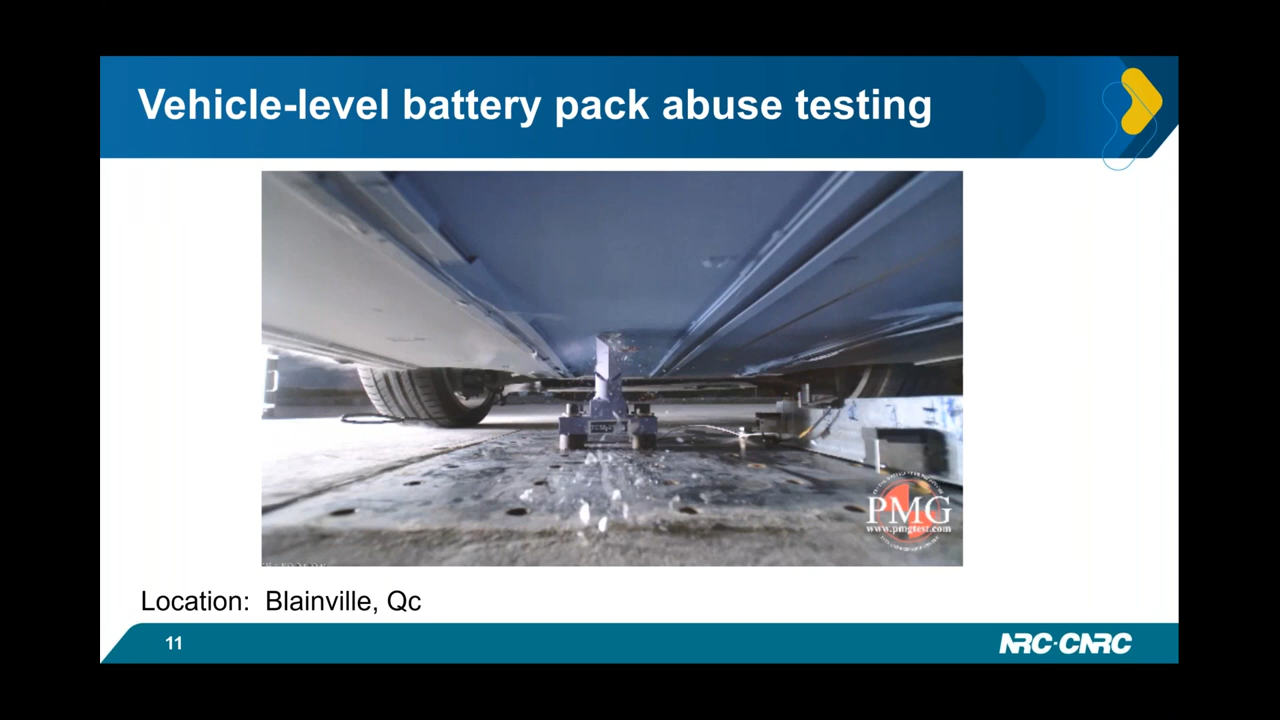 Vehicle-level battery pack abuse testing
PMG
www.pmgtest.com
Location: Blainville, Qc
11
NRC·CNRC